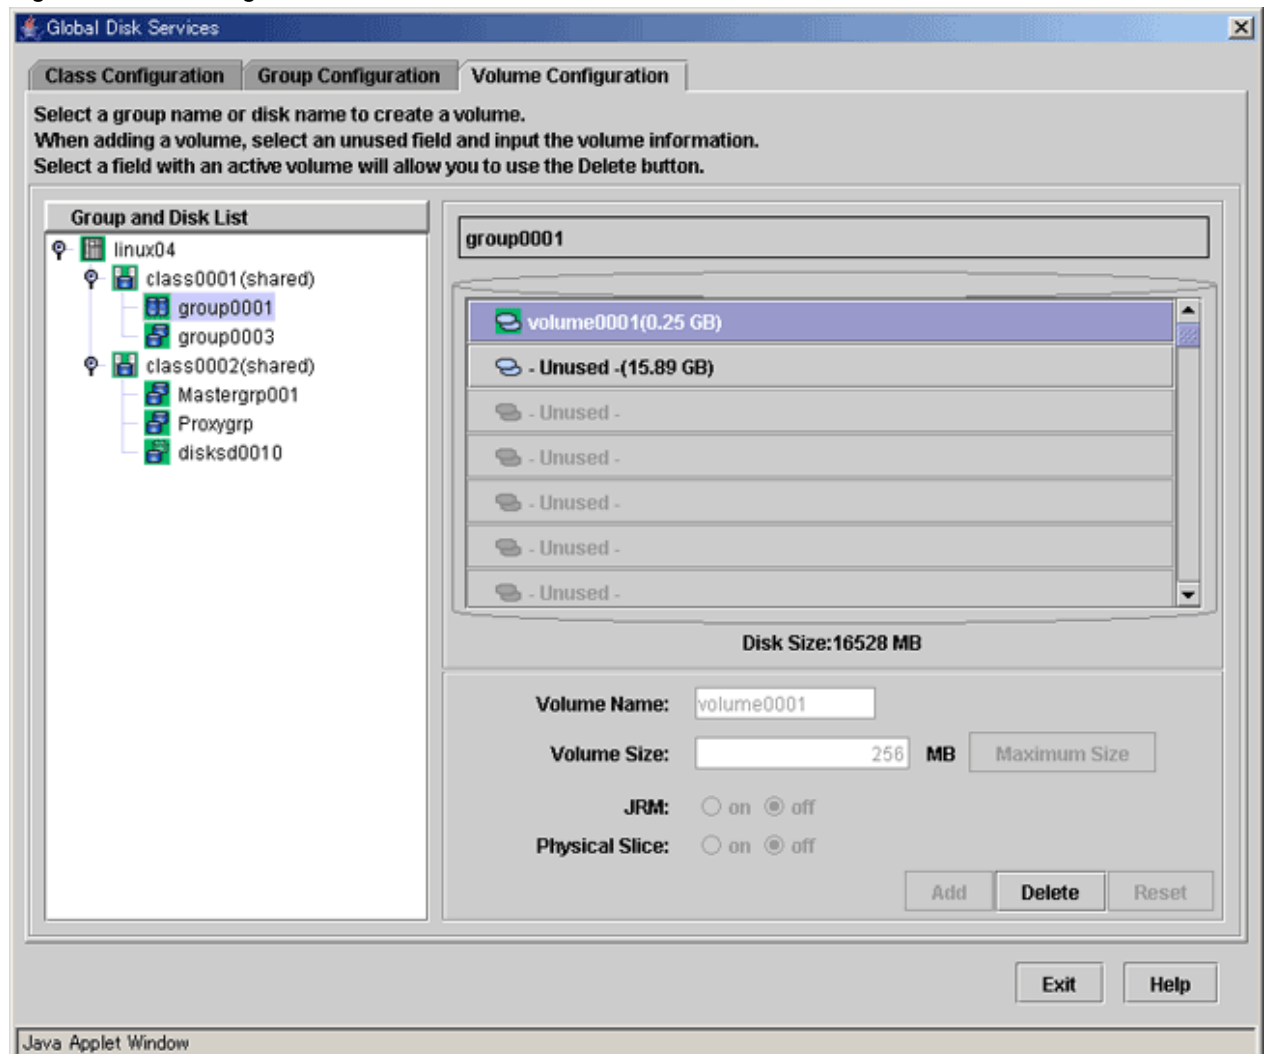 Global Disk Services
Class Configuration
Group Configuration
Volume Configuration
Select a group name or disk name to create a volume.
When adding a volume, select an unused field and input the volume information.
Select a field with an active volume will allow you to use the Delete button.
Group and Disk List
linux04
class0001(shared)
group0001
group0003
class0002(shared)
Mastergrp001
Proxygrp
disksd0010
group0001
volume0001(0.25 GB)
- Unused -(15.89 GB)
- Unused -
- Unused -
- Unused -
- Unused -
- Unused -
Disk Size:16528 MB
Volume Name: volume0001
Volume Size: 256 MB Maximum Size
JRM: on off
Physical Slice: on off
Add Delete Reset
Exit Help
Java Applet Window